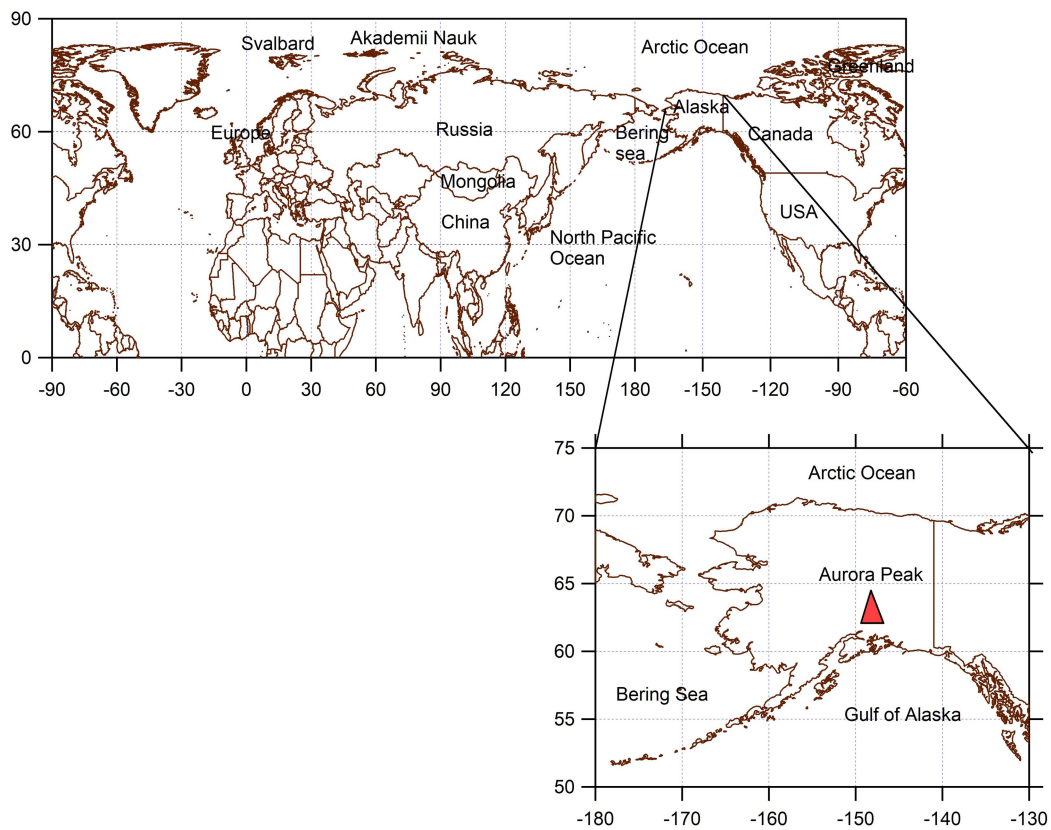 90
Svalbard
Akademii Nauk
Arctic Ocean
Greenland
Alaska
60
Europe
Russia
Bering
sea
Canada
Mongolia
China
USA
30
North Pacific
Ocean
0
-90 -60 -30 0 30 60 90 120 150 180 -150 -120 -90 -60
75
Arctic Ocean
70
Aurora Peak
65
60
Bering Sea
Gulf of Alaska
55
50
-180 -170 -160 -150 -140 -130